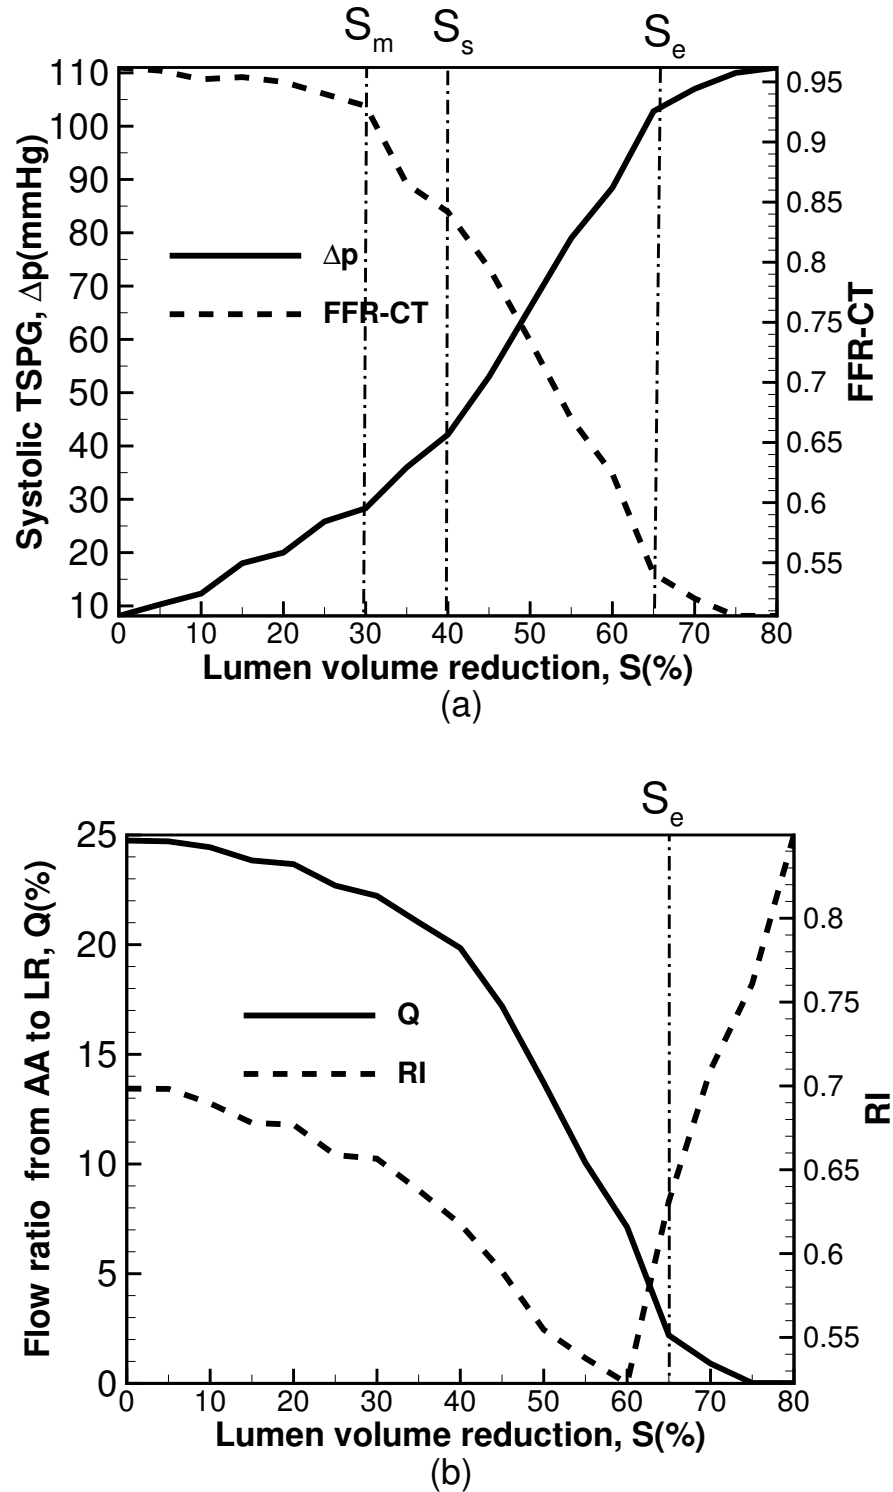 S_m S_s S_e
110
100
90
80
70
60
50
40
30
20
10
Systolic TSPG, Δp(mmHg)
Δp
FFR-CT
0.95
0.9
0.85
0.8
0.75
0.7
0.65
0.6
0.55
FFR-CT
0 10 20 30 40 50 60 70 80
Lumen volume reduction, S(%)
(a)
S_e
25
20
15
10
5
0
Flow ratio from AA to LR, Q(%)
Q
RI
0.8
0.75
0.7
0.65
0.6
0.55
RI
0 10 20 30 40 50 60 70 80
Lumen volume reduction, S(%)
(b)